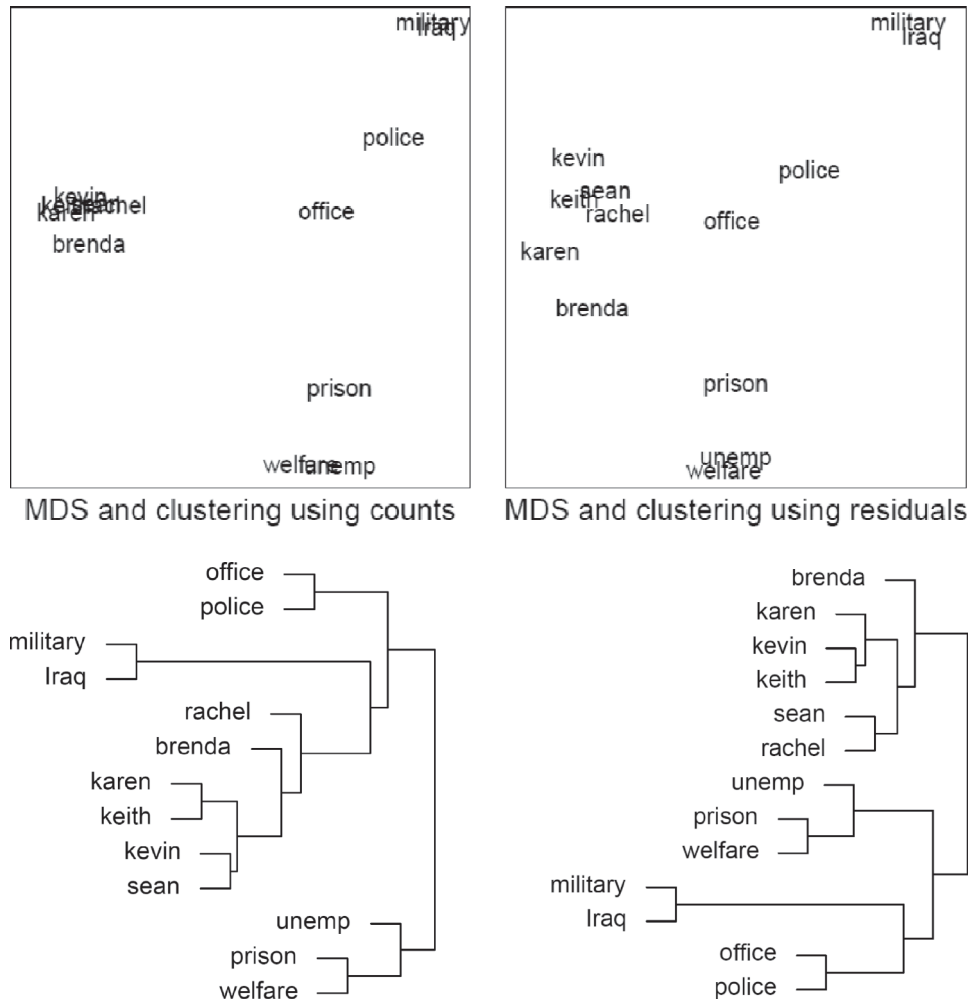 military
Iraq
police
kevin
keith
sean
rachel
karen
office
brenda
prison
welfare
unemp
MDS and clustering using counts
military
Iraq
kevin
police
sean
keith
rachel
office
karen
brenda
prison
unemp
welfare
MDS and clustering using residuals
office
police
military
Iraq
rachel
brenda
karen
keith
kevin
sean
unemp
prison
welfare
brenda
karen
kevin
keith
sean
rachel
unemp
prison
welfare
military
Iraq
office
police